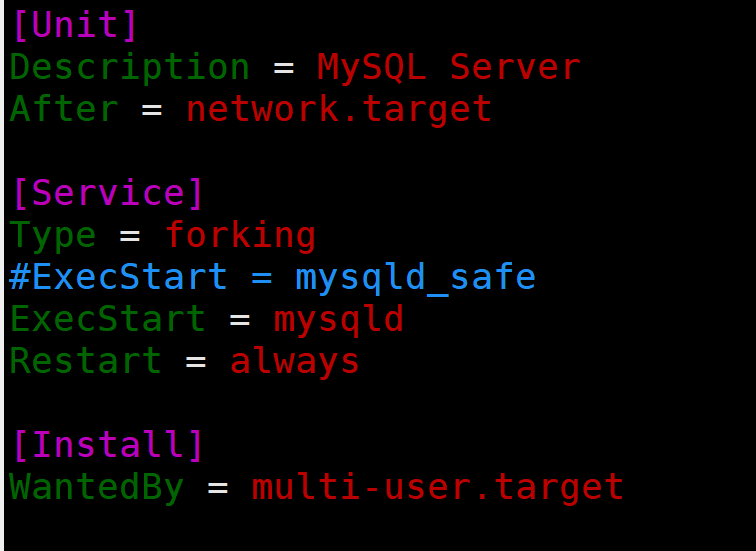 [Unit]
Description = MySQL Server
After = network.target
[Service]
Type = forking
#ExecStart = mysqld_safe
ExecStart = mysqld
Restart = always
[Install]
WantedBy = multi-user.target